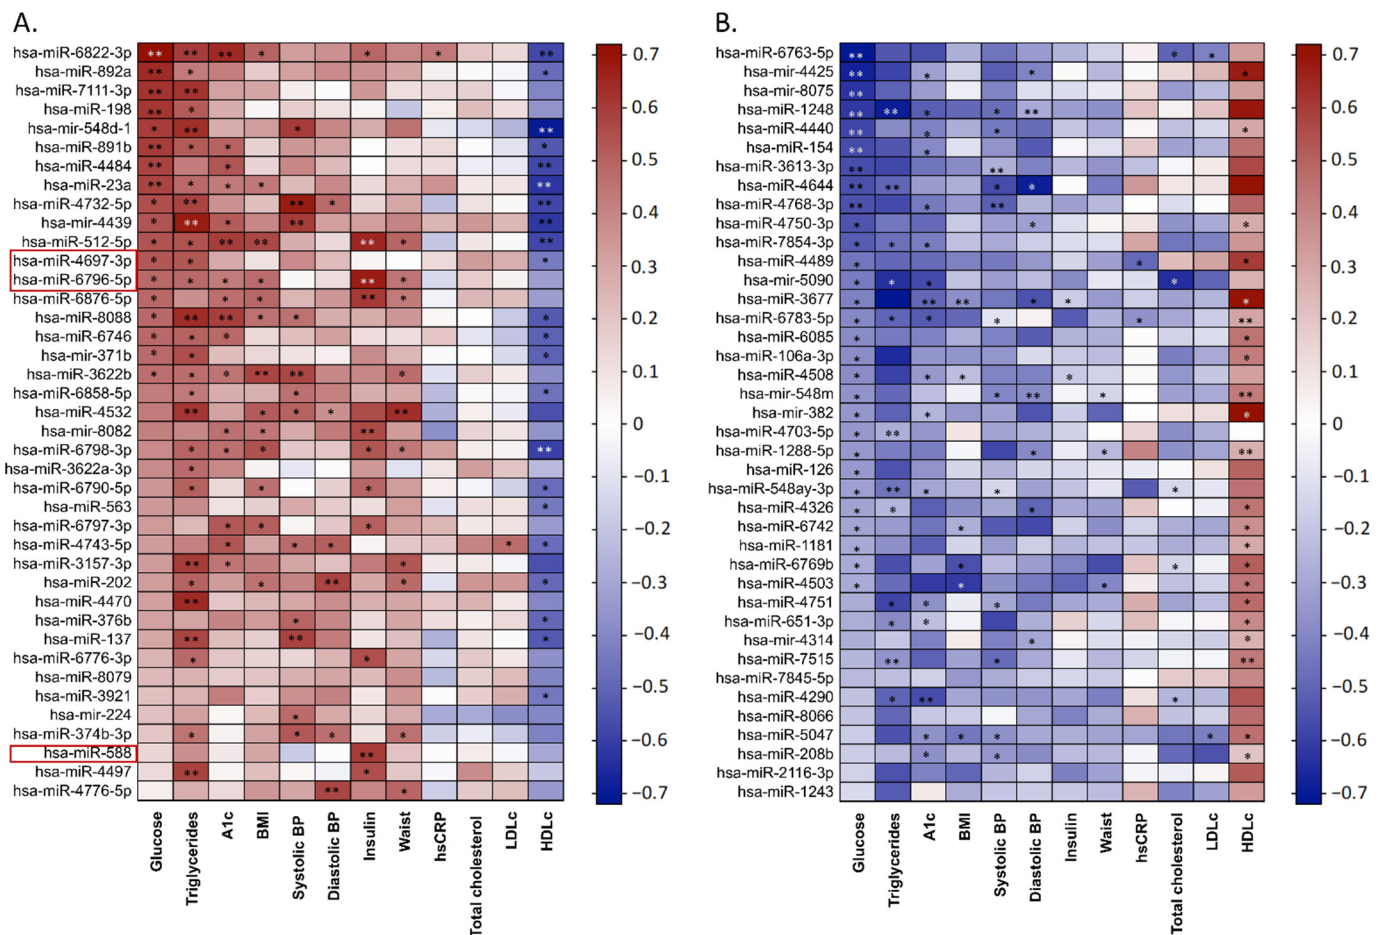 A.
hsa-miR-6822-3p
hsa-miR-892a
hsa-miR-7111-3p
hsa-miR-198
hsa-mir-548d-1
hsa-miR-891b
hsa-miR-4484
hsa-miR-23a
hsa-miR-4732-5p
hsa-mir-4439
hsa-miR-512-5p
hsa-miR-4697-3p
hsa-miR-6796-5p
hsa-miR-6876-5p
hsa-miR-8088
hsa-miR-6746
hsa-mir-371b
hsa-miR-3622b
hsa-miR-6858-5p
hsa-miR-4532
hsa-mir-8082
hsa-miR-6798-3p
hsa-miR-3622a-3p
hsa-miR-6790-5p
hsa-miR-563
hsa-miR-6797-3p
hsa-miR-4743-5p
hsa-miR-3157-3p
hsa-miR-202
hsa-miR-4470
hsa-miR-376b
hsa-miR-137
hsa-miR-6776-3p
hsa-miR-8079
hsa-miR-3921
hsa-mir-224
hsa-miR-374b-3p
hsa-miR-588
hsa-miR-4497
hsa-miR-4776-5p
Glucose
Triglycerides
A1c
BMI
Systolic BP
Diastolic BP
Insulin
Waist
hsCRP
Total cholesterol
LDLc
HDLc
0.7
0.6
0.5
0.4
0.3
0.2
0.1
0
−0.1
−0.2
−0.3
−0.4
−0.5
−0.6
−0.7
B.
hsa-miR-6763-5p
hsa-mir-4425
hsa-mir-8075
hsa-miR-1248
hsa-miR-4440
hsa-miR-154
hsa-miR-3613-3p
hsa-miR-4644
hsa-miR-4768-3p
hsa-miR-4750-3p
hsa-miR-7854-3p
hsa-miR-4489
hsa-mir-5090
hsa-miR-3677
hsa-miR-6783-5p
hsa-miR-6085
hsa-miR-106a-3p
hsa-miR-4508
hsa-mir-548m
hsa-mir-382
hsa-miR-4703-5p
hsa-miR-1288-5p
hsa-miR-126
hsa-miR-548ay-3p
hsa-miR-4326
hsa-miR-6742
hsa-miR-1181
hsa-miR-6769b
hsa-miR-4503
hsa-miR-4751
hsa-miR-651-3p
hsa-mir-4314
hsa-miR-7515
hsa-miR-7845-5p
hsa-miR-4290
hsa-miR-8066
hsa-miR-5047
hsa-miR-208b
hsa-miR-2116-3p
hsa-miR-1243
Glucose
Triglycerides
A1c
BMI
Systolic BP
Diastolic BP
Insulin
Waist
hsCRP
Total cholesterol
LDLc
HDLc
0.7
0.6
0.5
0.4
0.3
0.2
0.1
0
−0.1
−0.2
−0.3
−0.4
−0.5
−0.6
−0.7